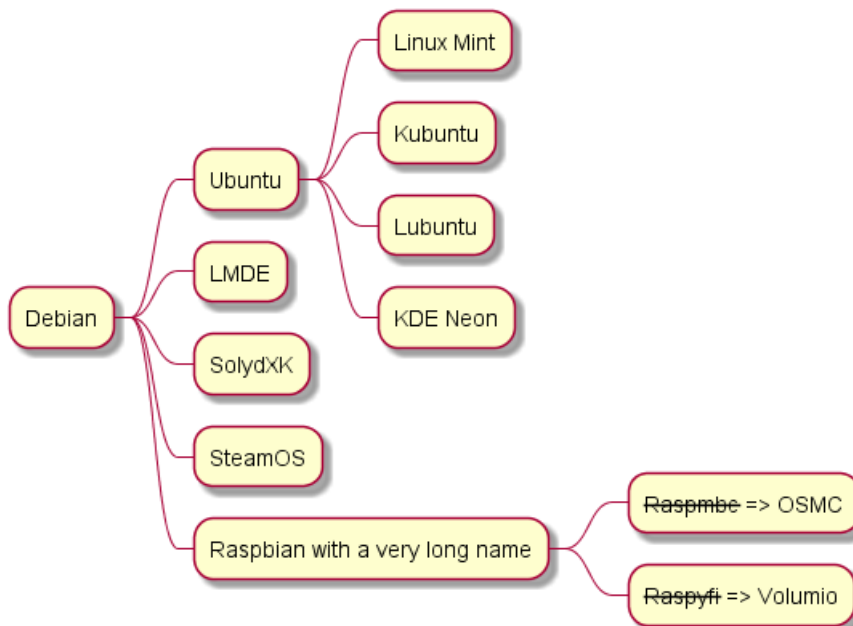 Debian
Ubuntu
Linux Mint
Kubuntu
Lubuntu
KDE Neon
LMDE
SolydXK
SteamOS
Raspbian with a very long name
Raspmbc => OSMC
Raspyfi => Volumio